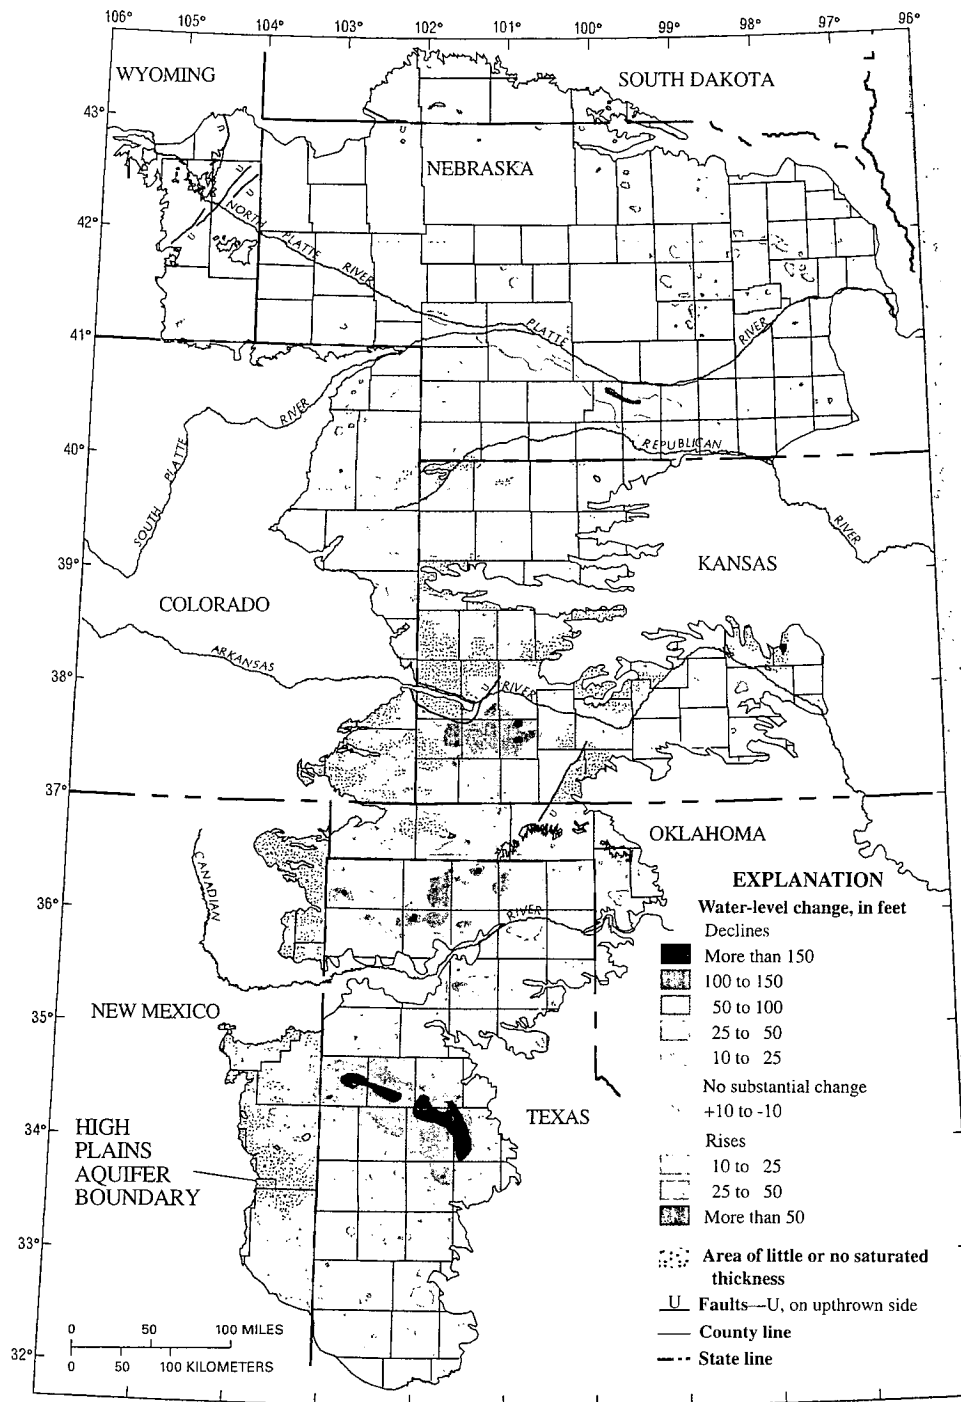 106° 105° 104° 103° 102° 101° 100° 99° 98° 97° 96°
WYOMING
SOUTH DAKOTA
43°
U
U
NEBRASKA
U
U
42°
NORTH PLATTE RIVER
U
41°
PLATTE RIVER
SOUTH PLATTE RIVER
40°
REPUBLICAN RIVER
39°
KANSAS
COLORADO
ARKANSAS RIVER
U
38°
37°
OKLAHOMA
CANADIAN RIVER
36°
EXPLANATION
Water-level change, in feet
Declines
More than 150
100 to 150
50 to 100
25 to 50
10 to 25
No substantial change
+10 to -10
Rises
10 to 25
25 to 50
More than 50
Area of little or no saturated
thickness
U Faults—U, on upthrown side
County line
State line
NEW MEXICO
35°
TEXAS
34°
HIGH
PLAINS
AQUIFER
BOUNDARY
33°
0 50 100 MILES
0 50 100 KILOMETERS
32°